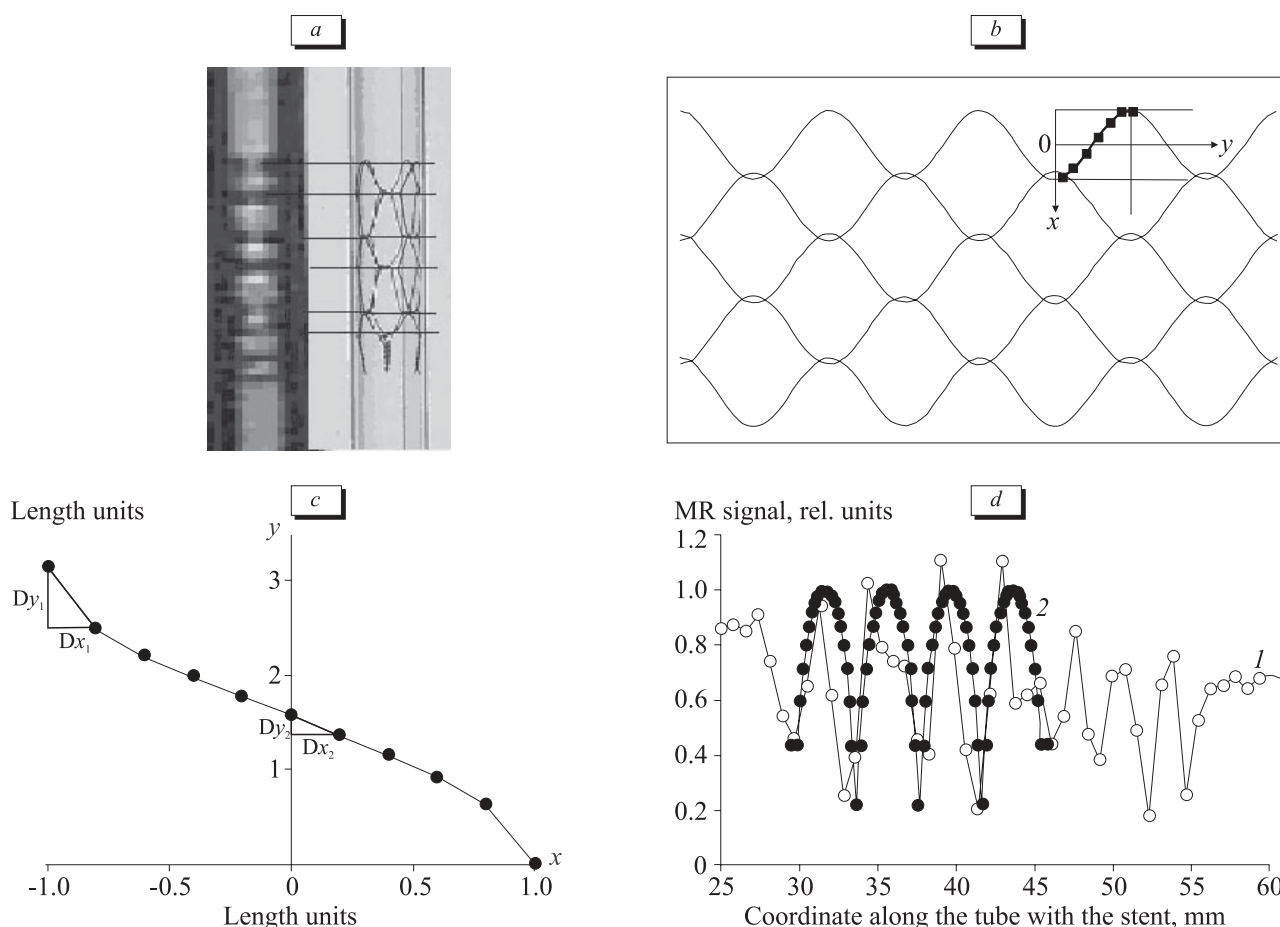 a
b
0
y
x
c
Length units
y
3
2
1
Dy1
Dx1
Dy2
Dx2
x
-1.0 -0.5 0 0.5 1.0
Length units
d
MR signal, rel. units
1.2
1.0
0.8
0.6
0.4
0.2
0
2
1
25 30 35 40 45 50 55 60
Coordinate along the tube with the stent, mm